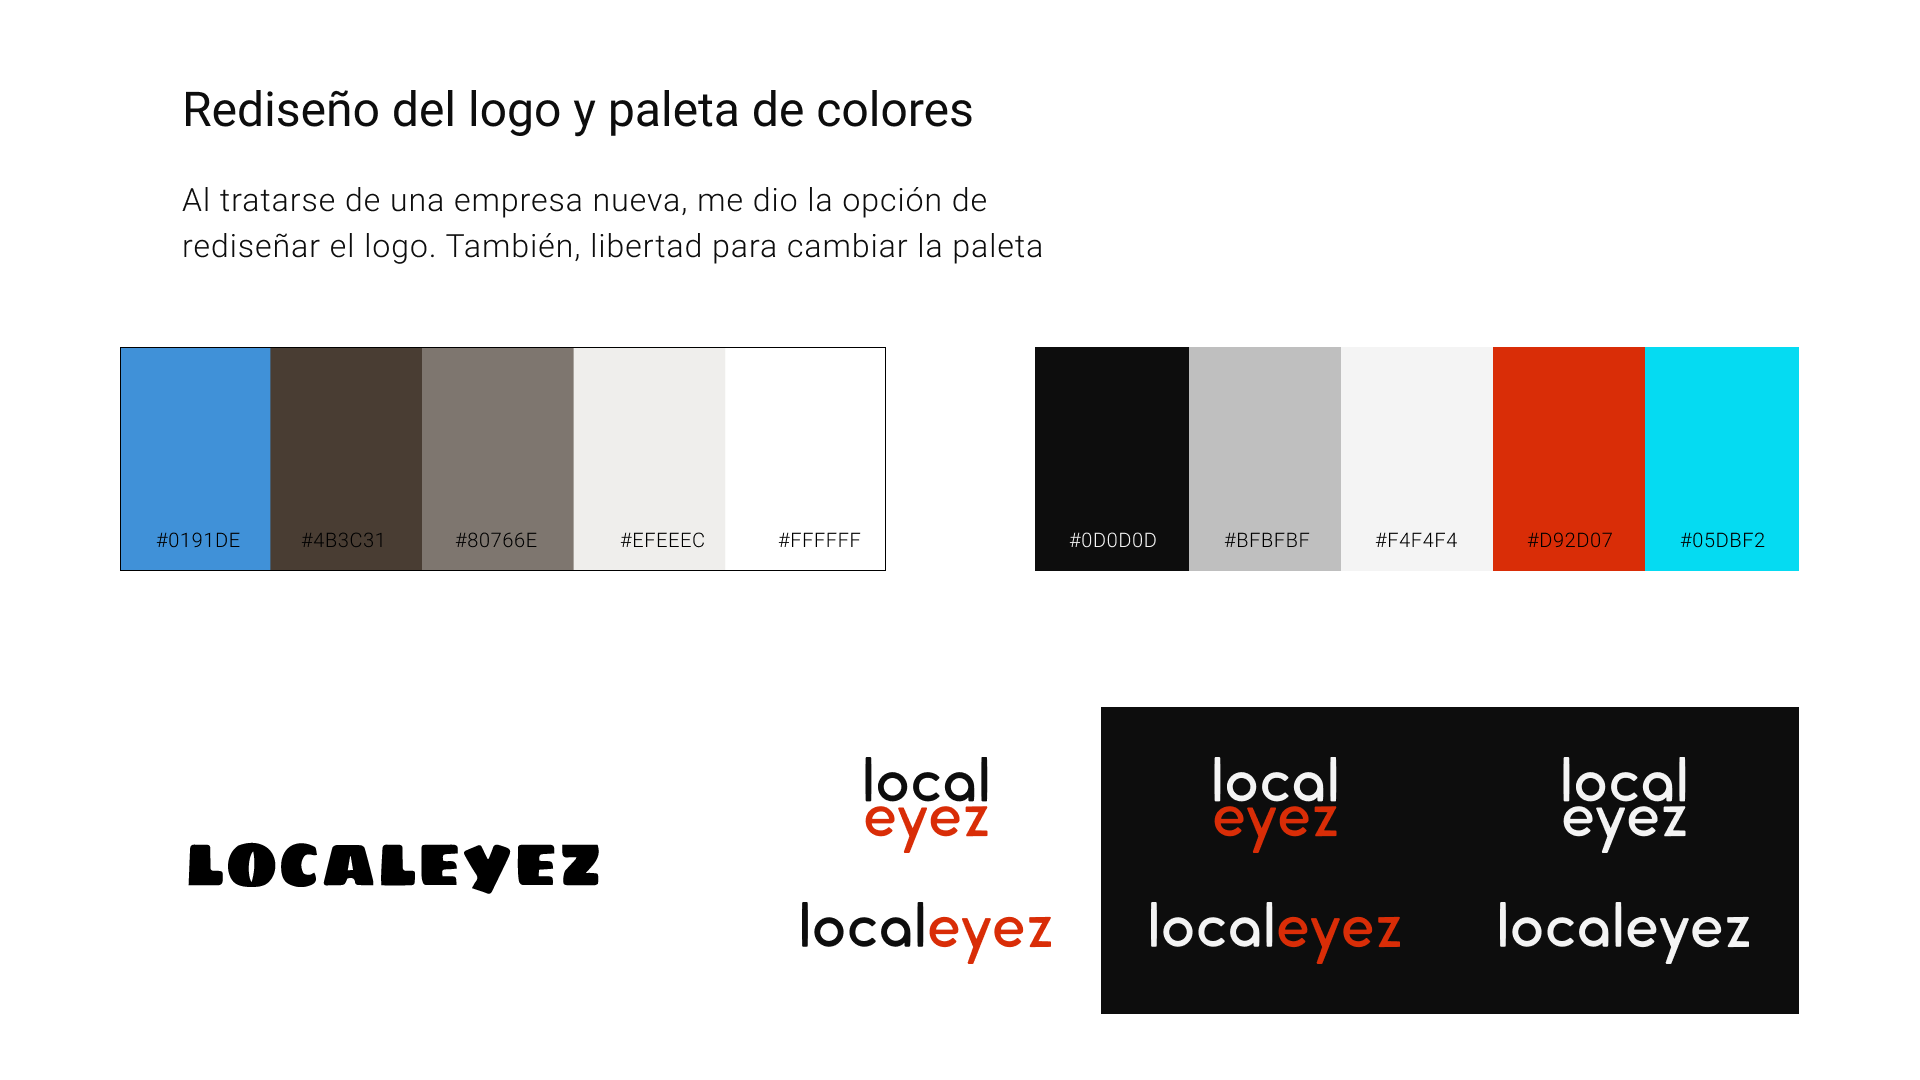 Rediseño del logo y paleta de colores
Al tratarse de una empresa nueva, me dio la opción de
rediseñar el logo. También, libertad para cambiar la paleta
#0191DE #4B3C31 #80766E #EFEEEC #FFFFFF
#0D0D0D #BFBFBF #F4F4F4 #D92D07 #05DBF2
LOCALEYEZ
local
eyez
localeyez
local
eyez
localeyez
local
eyez
localeyez